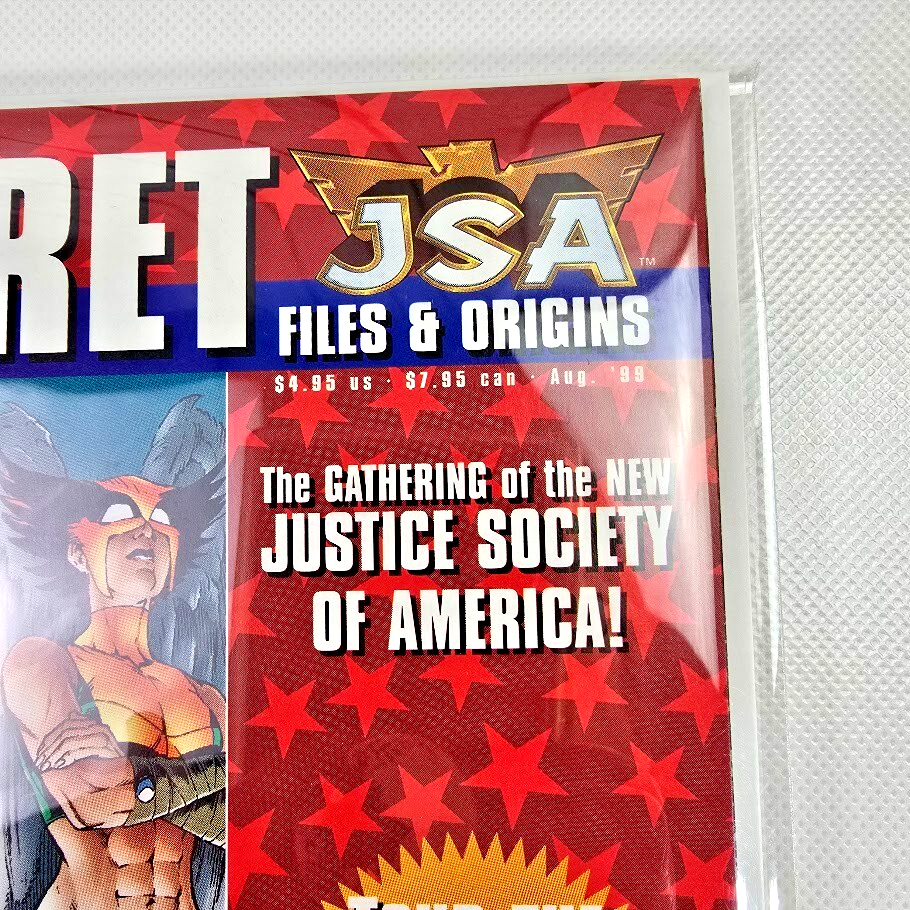 RET
JSA
TM
FILES & ORIGINS
$4.95 us · $7.95 can · Aug. '99
The GATHERING of the NEW
JUSTICE SOCIETY
OF AMERICA!